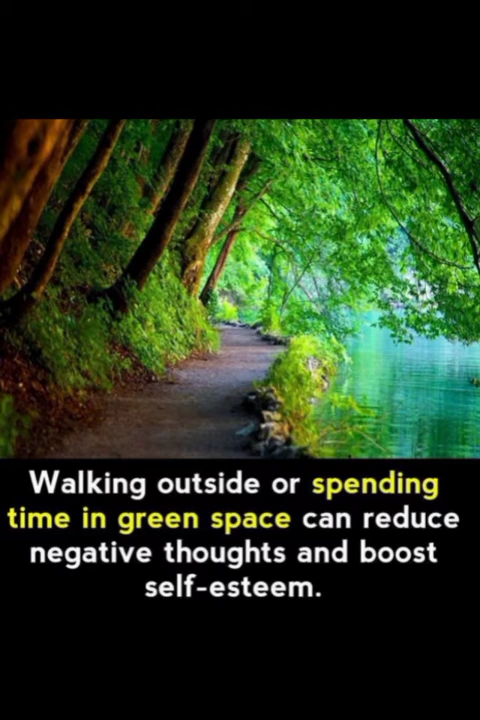 Walking outside or spending
time in green space can reduce
negative thoughts and boost
self-esteem.